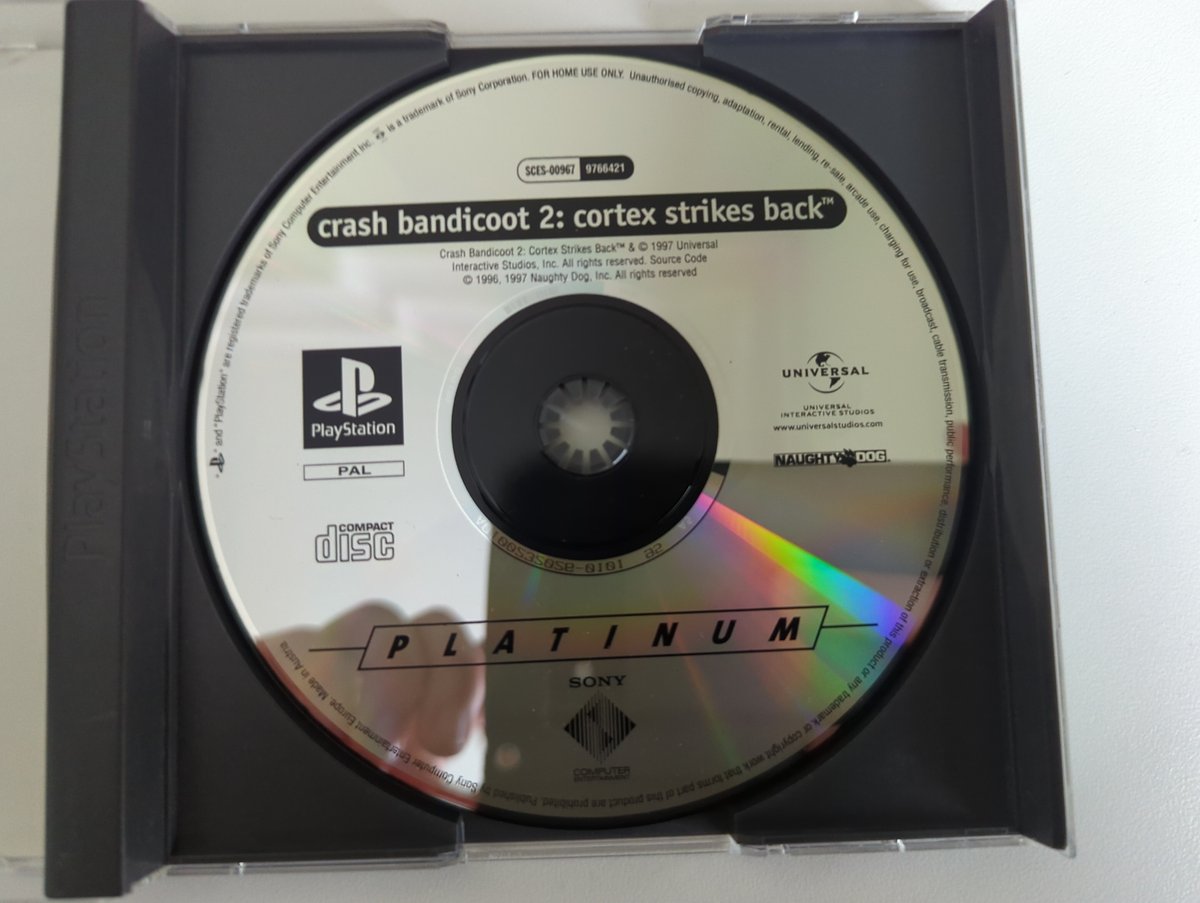 SCES-00967 9766421
crash bandicoot 2: cortex strikes back™
Crash Bandicoot 2: Cortex Strikes Back™ & © 1997 Universal
Interactive Studios, Inc. All rights reserved. Source Code
© 1996, 1997 Naughty Dog, Inc. All rights reserved
PlayStation
PAL
COMPACT
disc
UNIVERSAL
UNIVERSAL
INTERACTIVE STUDIOS
www.universalstudios.com
NAUGHTY DOG.
PLATINUM
SONY
COMPUTER
ENTERTAINMENT
" and "PlayStation" are registered trademarks of Sony Computer Entertainment Inc. is a trademark of Sony Corporation. FOR HOME USE ONLY. Unauthorised copying, adaptation, rental, lending, re-sale, arcade use, charging for use, broadcast, cable transmission, public performance, distribution or extraction of this product or any trademark or copyright work that forms part of this product are prohibited. Published by Sony Computer Entertainment Europe. Made in Austria
PlayStation